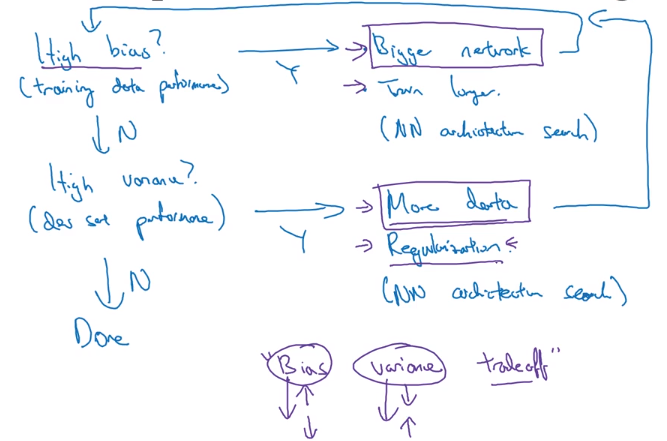 High bias?
(training data performance)
Y
Bigger network
Train longer.
(NN architecture search)
N
High variance?
(dev set performance)
Y
More data
Regularization
(NN architecture search)
N
Done
"Bias variance tradeoff"